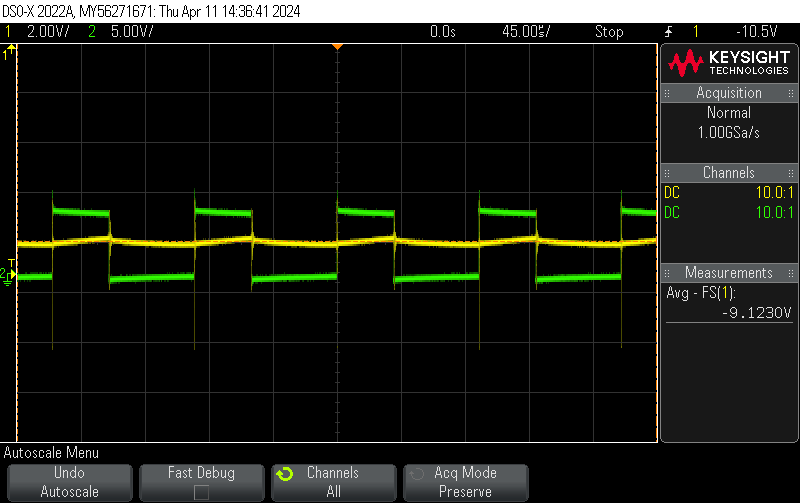 DSO-X 2022A, MY56271671: Thu Apr 11 14:36:41 2024
1 2.00V/ 2 5.00V/ 0.0s 45.00µs/ Stop 1 -10.5V
1
T
2
KEYSIGHT
TECHNOLOGIES
Acquisition
Normal
1.00GSa/s
Channels
DC 10.0:1
DC 10.0:1
Measurements
Avg - FS(1):
-9.1230V
Autoscale Menu
Undo
Autoscale
Fast Debug
Channels
All
Acq Mode
Preserve